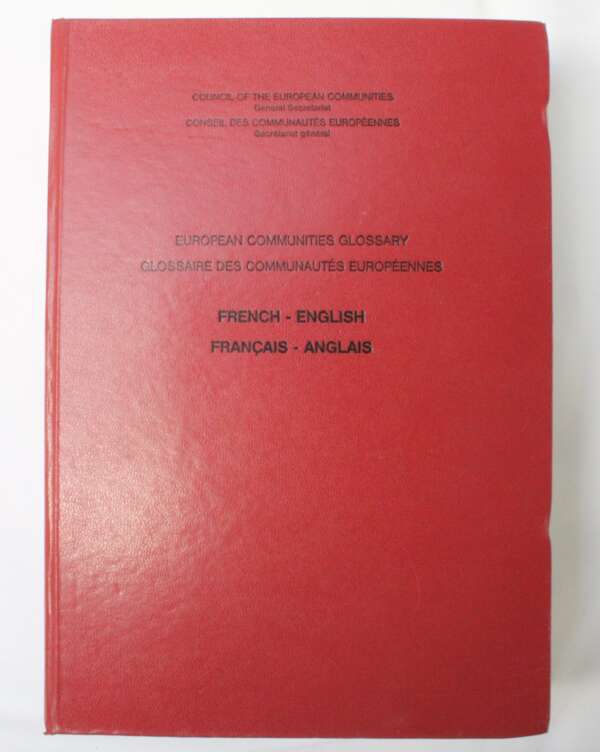 COUNCIL OF THE EUROPEAN COMMUNITIES
General Secretariat
CONSEIL DES COMMUNAUTÉS EUROPÉENNES
Secrétariat général
EUROPEAN COMMUNITIES GLOSSARY
GLOSSAIRE DES COMMUNAUTÉS EUROPÉENNES
FRENCH - ENGLISH
FRANÇAIS - ANGLAIS